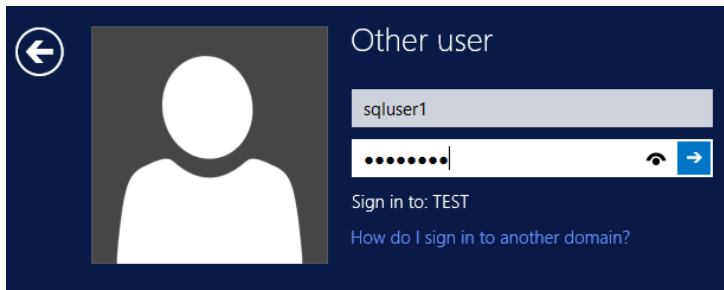 Other user
sqluser1
●●●●●●●●
Sign in to: TEST
How do I sign in to another domain?